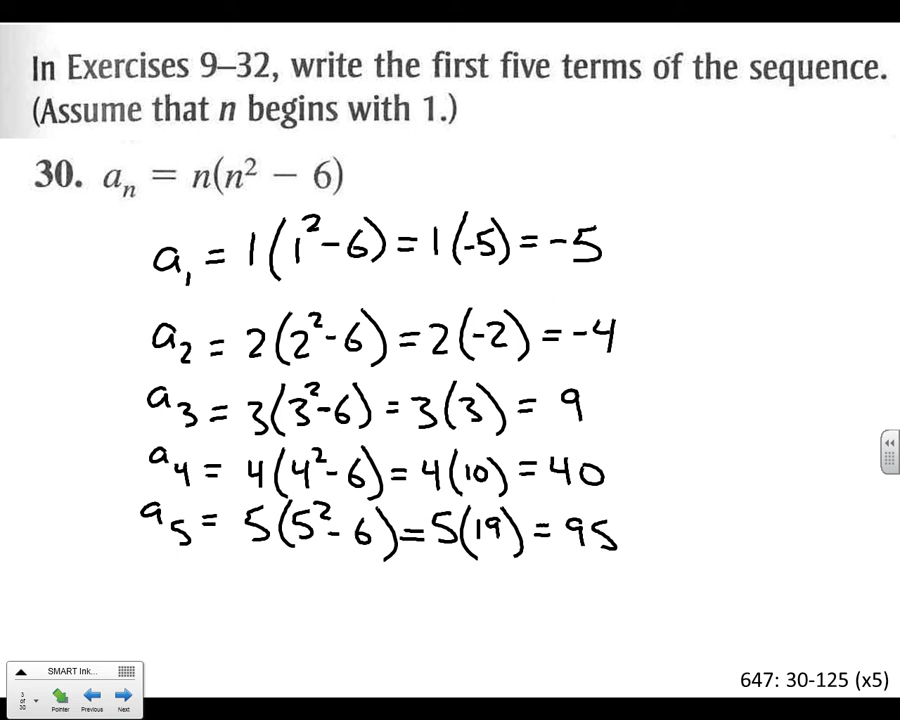 In Exercises 9–32, write the first five terms of the sequence.
(Assume that n begins with 1.)
30. aₙ = n(n² − 6)
a₁ = 1(1²-6) = 1(-5) = -5
a₂ = 2(2²-6) = 2(-2) = -4
a₃ = 3(3²-6) = 3(3) = 9
a₄ = 4(4²-6) = 4(10) = 40
a₅ = 5(5²-6) = 5(19) = 95
SMART Ink...
3
of
30
Pointer Previous Next
647: 30-125 (x5)